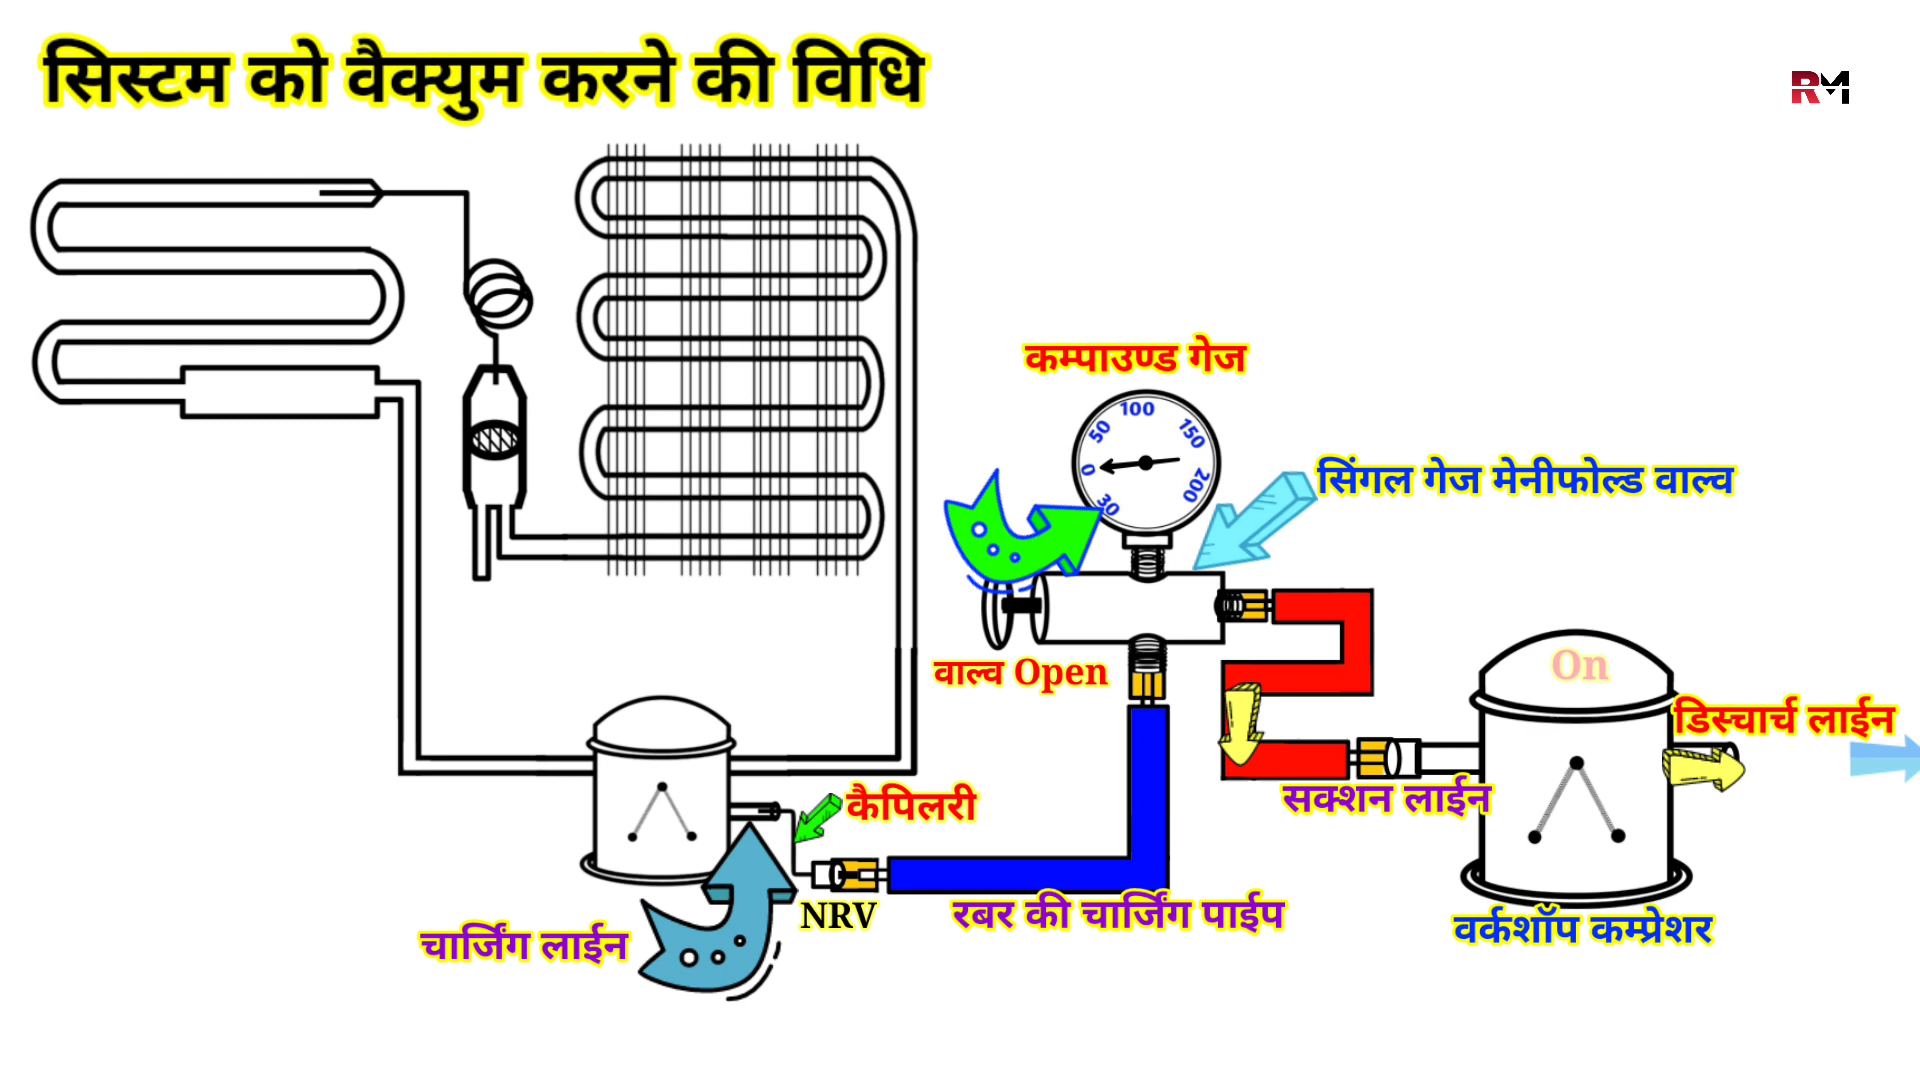 सिस्टम को वैक्युम करने की विधि
RM
कम्पाउण्ड गेज
100
50
150
0
200
30
सिंगल गेज मेनीफोल्ड वाल्व
वाल्व Open
On
डिस्चार्च लाईन
सक्शन लाईन
कैपिलरी
NRV
रबर की चार्जिंग पाईप
वर्कशॉप कम्प्रेशर
चार्जिंग लाईन